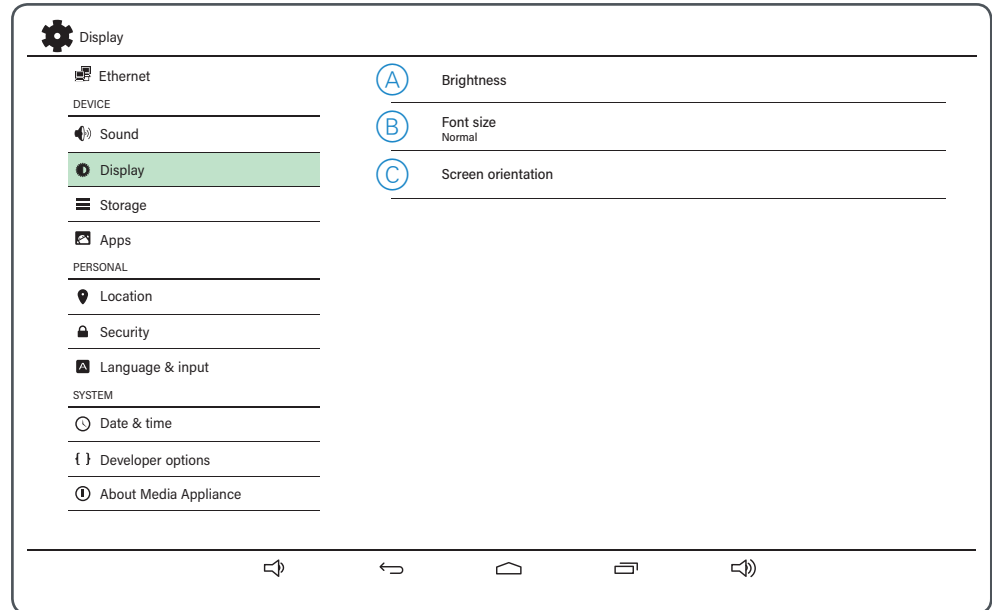 Display
Ethernet
DEVICE
Sound
Display
Storage
Apps
PERSONAL
Location
Security
A
Language & input
SYSTEM
Date & time
{ }
Developer options
About Media Appliance
A
Brightness
B
Font size
Normal
C
Screen orientation